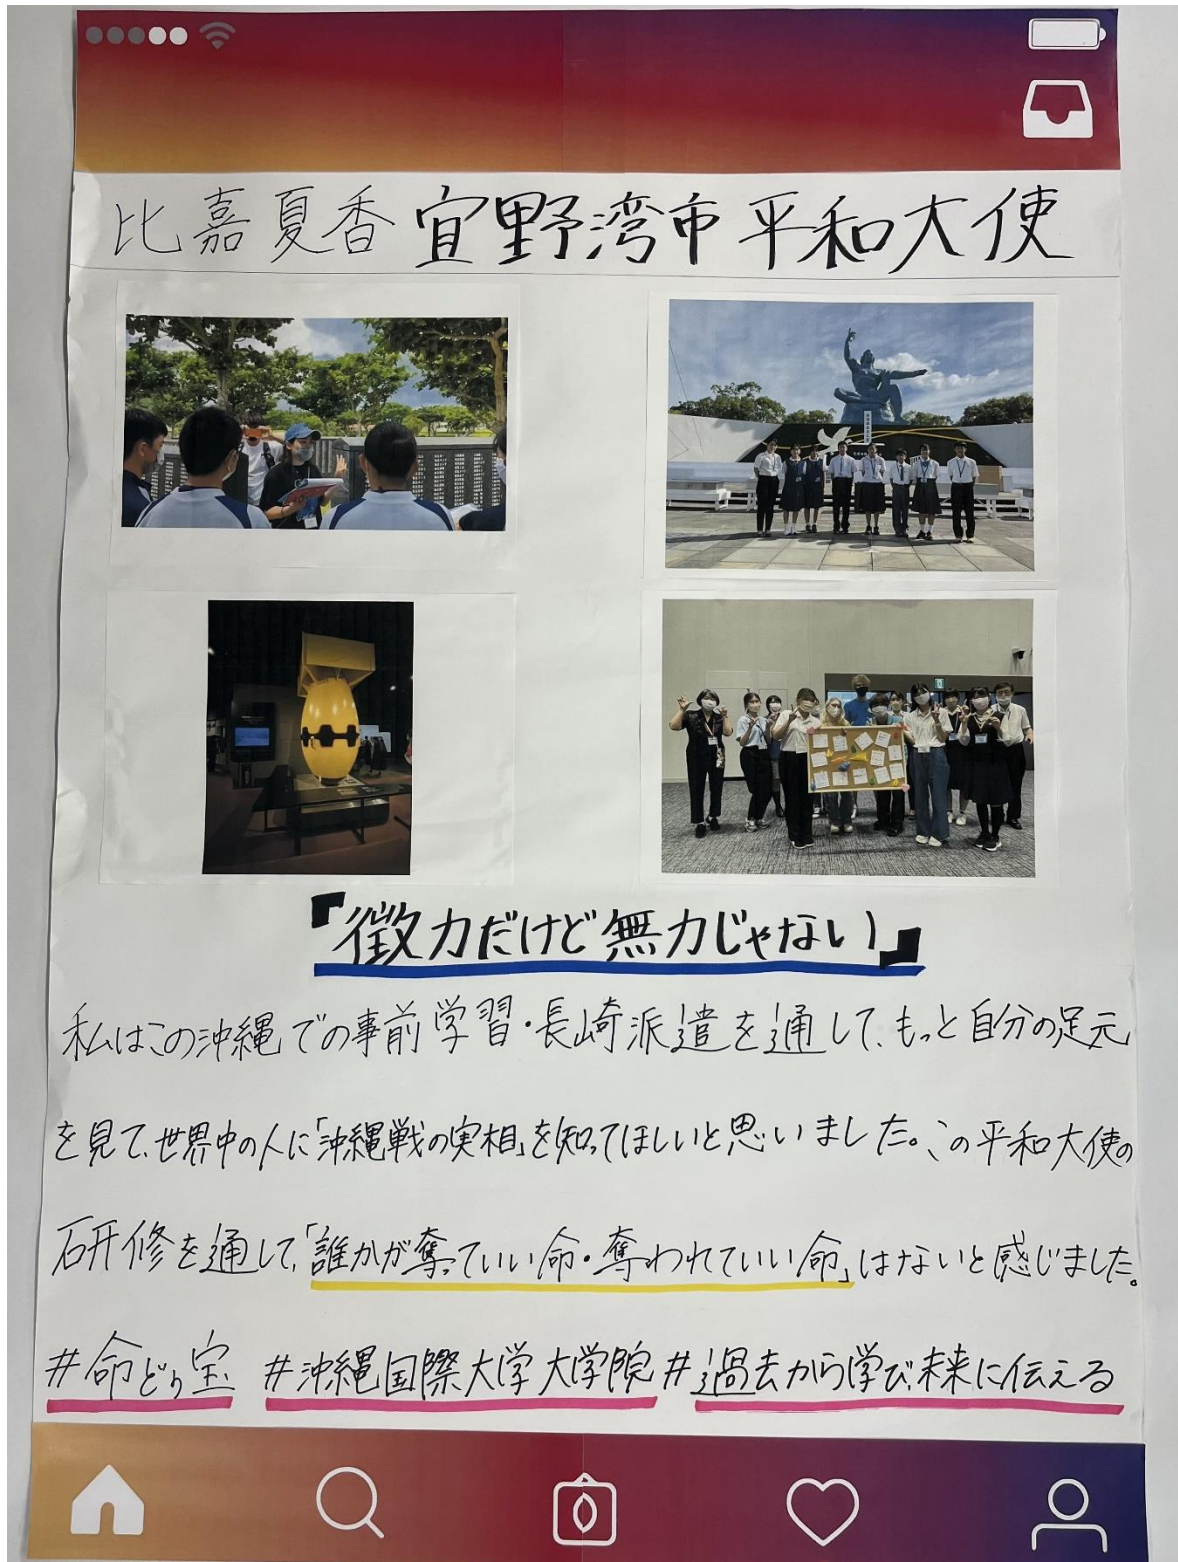 比嘉夏香 宜野湾市平和大使
『微力だけど無力じゃない』
私はこの沖縄での事前学習・長崎派遣を通して、もっと自分の足元
を見て、世界中の人に「沖縄戦の実相」を知ってほしいと思いました。この平和大使の
研修を通して、「誰かが奪っていい命・奪われていい命」はないと感じました。
#命どぅ宝 #沖縄国際大学大学院 #過去から学び、未来に伝える